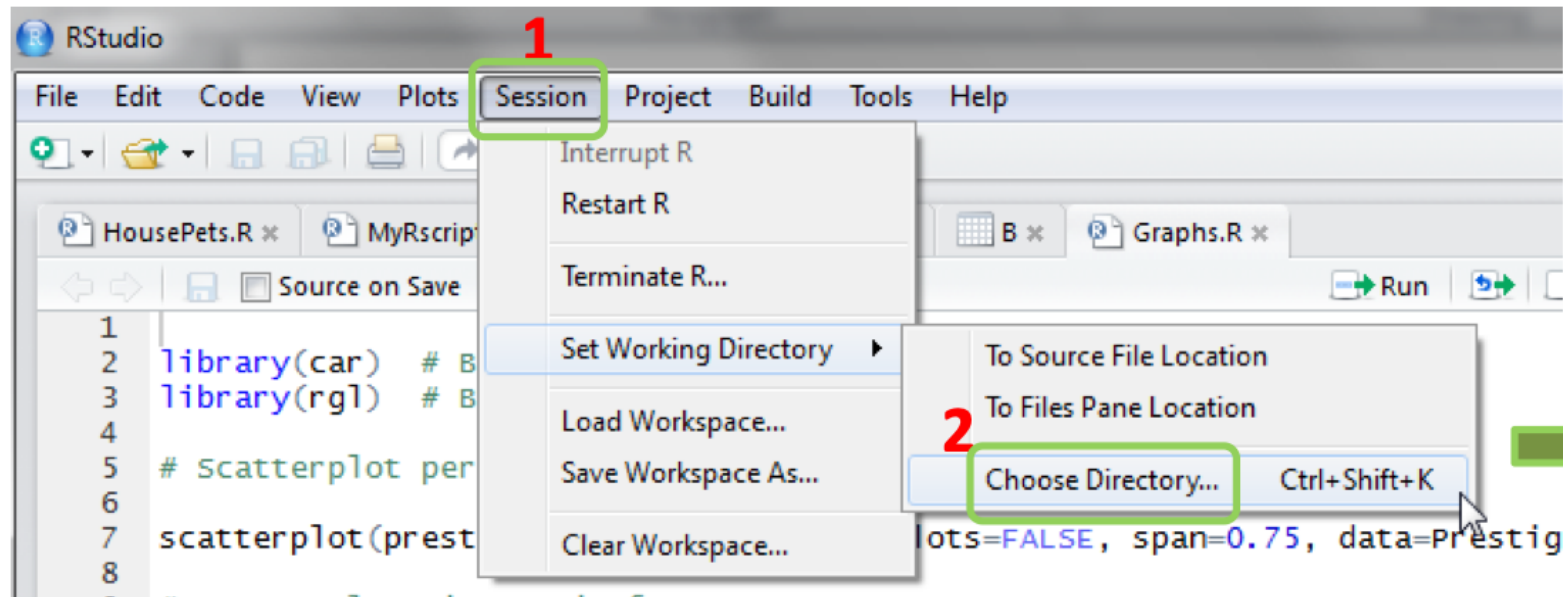 RStudio
1
File Edit Code View Plots Session Project Build Tools Help
Interrupt R
Restart R
Terminate R...
Set Working Directory
Load Workspace...
Save Workspace As...
Clear Workspace...
To Source File Location
To Files Pane Location
2
Choose Directory... Ctrl+Shift+K
HousePets.R MyRscrip B Graphs.R
Source on Save Run
1
2 library(car) # B
3 library(rgl) # B
4
5 # Scatterplot per
6
7 scatterplot(prest lots=FALSE, span=0.75, data=Prestig
8